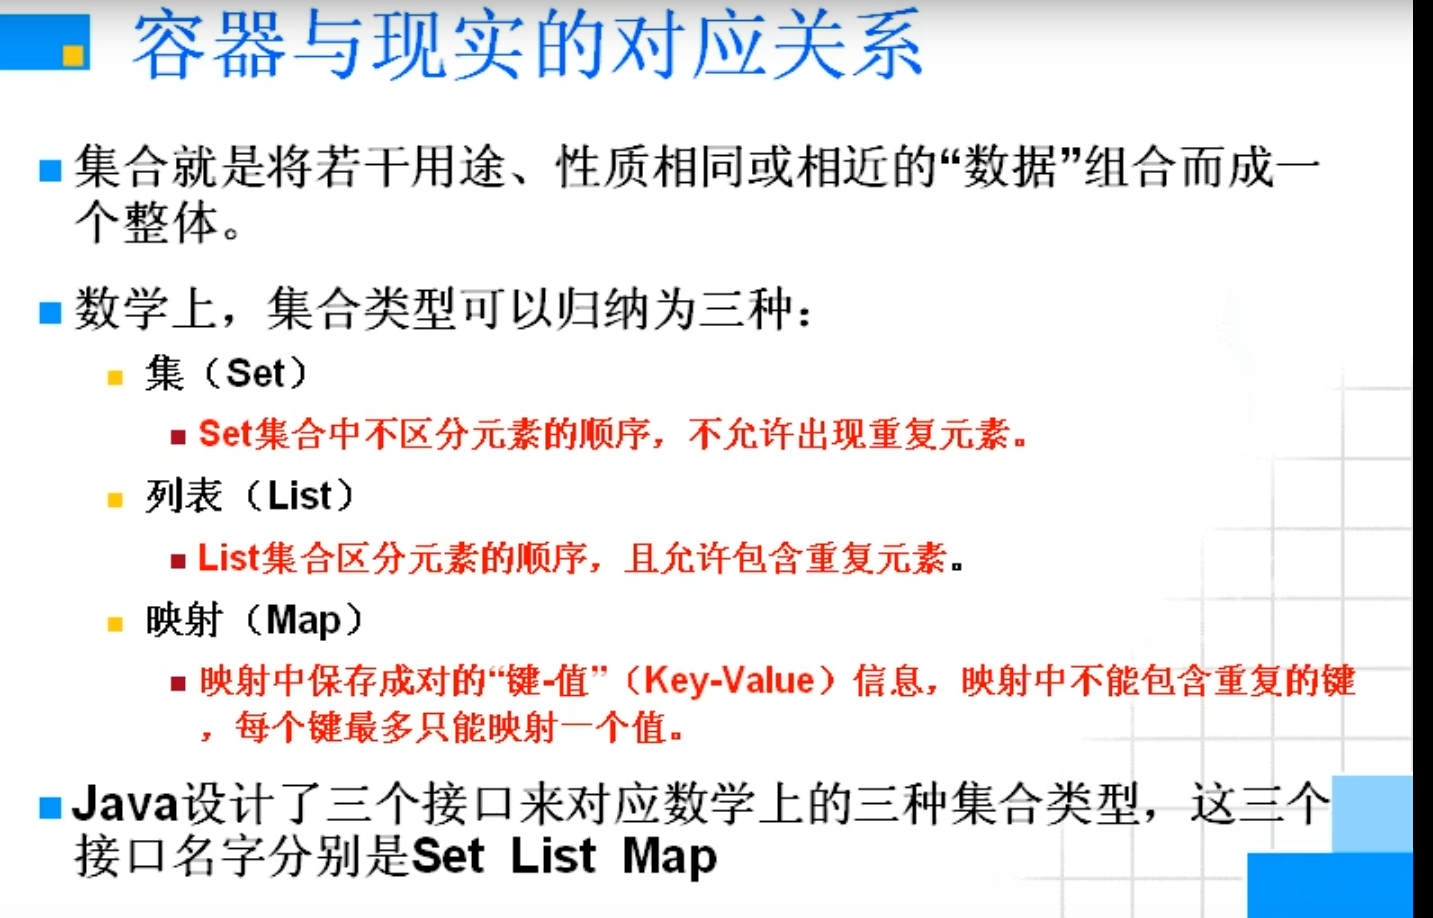 容器与现实的对应关系
集合就是将若干用途、性质相同或相近的“数据”组合而成一
个整体。
数学上，集合类型可以归纳为三种：
集（Set）
Set集合中不区分元素的顺序，不允许出现重复元素。
列表（List）
List集合区分元素的顺序，且允许包含重复元素。
映射（Map）
映射中保存成对的“键-值”（Key-Value）信息，映射中不能包含重复的键
，每个键最多只能映射一个值。
Java设计了三个接口来对应数学上的三种集合类型，这三个
接口名字分别是Set List Map